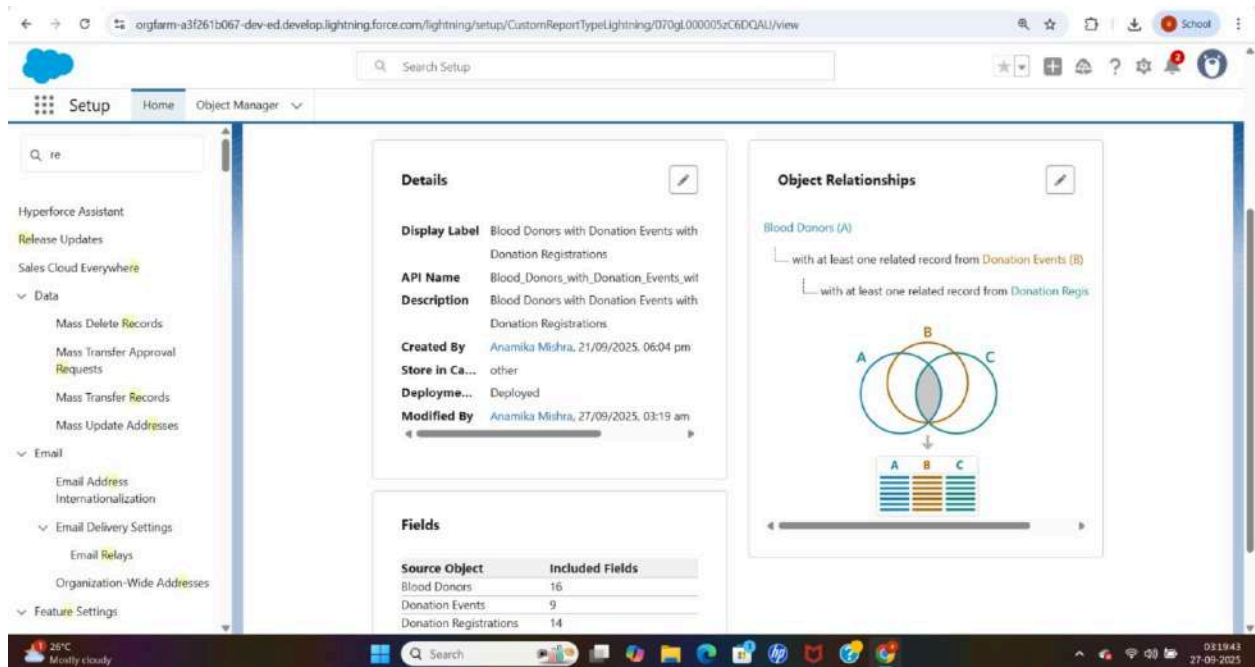 orgfarm-a3f261b067-dev-ed.develop.lightning.force.com/lightning/setup/CustomReportTypeLightning/070gL000005zC6DQAU/view
School
Search Setup
2
Setup
Home
Object Manager
re
Hyperforce Assistant
Release Updates
Sales Cloud Everywhere
Data
Mass Delete Records
Mass Transfer Approval
Requests
Mass Transfer Records
Mass Update Addresses
Email
Email Address
Internationalization
Email Delivery Settings
Email Relays
Organization-Wide Addresses
Feature Settings
Details
Display Label Blood Donors with Donation Events with
Donation Registrations
API Name Blood_Donors_with_Donation_Events_wit
Description Blood Donors with Donation Events with
Donation Registrations
Created By Anamika Mishra, 21/09/2025, 06:04 pm
Store in Ca... other
Deployme... Deployed
Modified By Anamika Mishra, 27/09/2025, 03:19 am
Fields
Source Object Included Fields
Blood Donors 16
Donation Events 9
Donation Registrations 14
Object Relationships
Blood Donors (A)
with at least one related record from Donation Events (B)
with at least one related record from Donation Regis
B
A C
A B C
26°C
Mostly cloudy
Search
03:19:43
27-09-2025